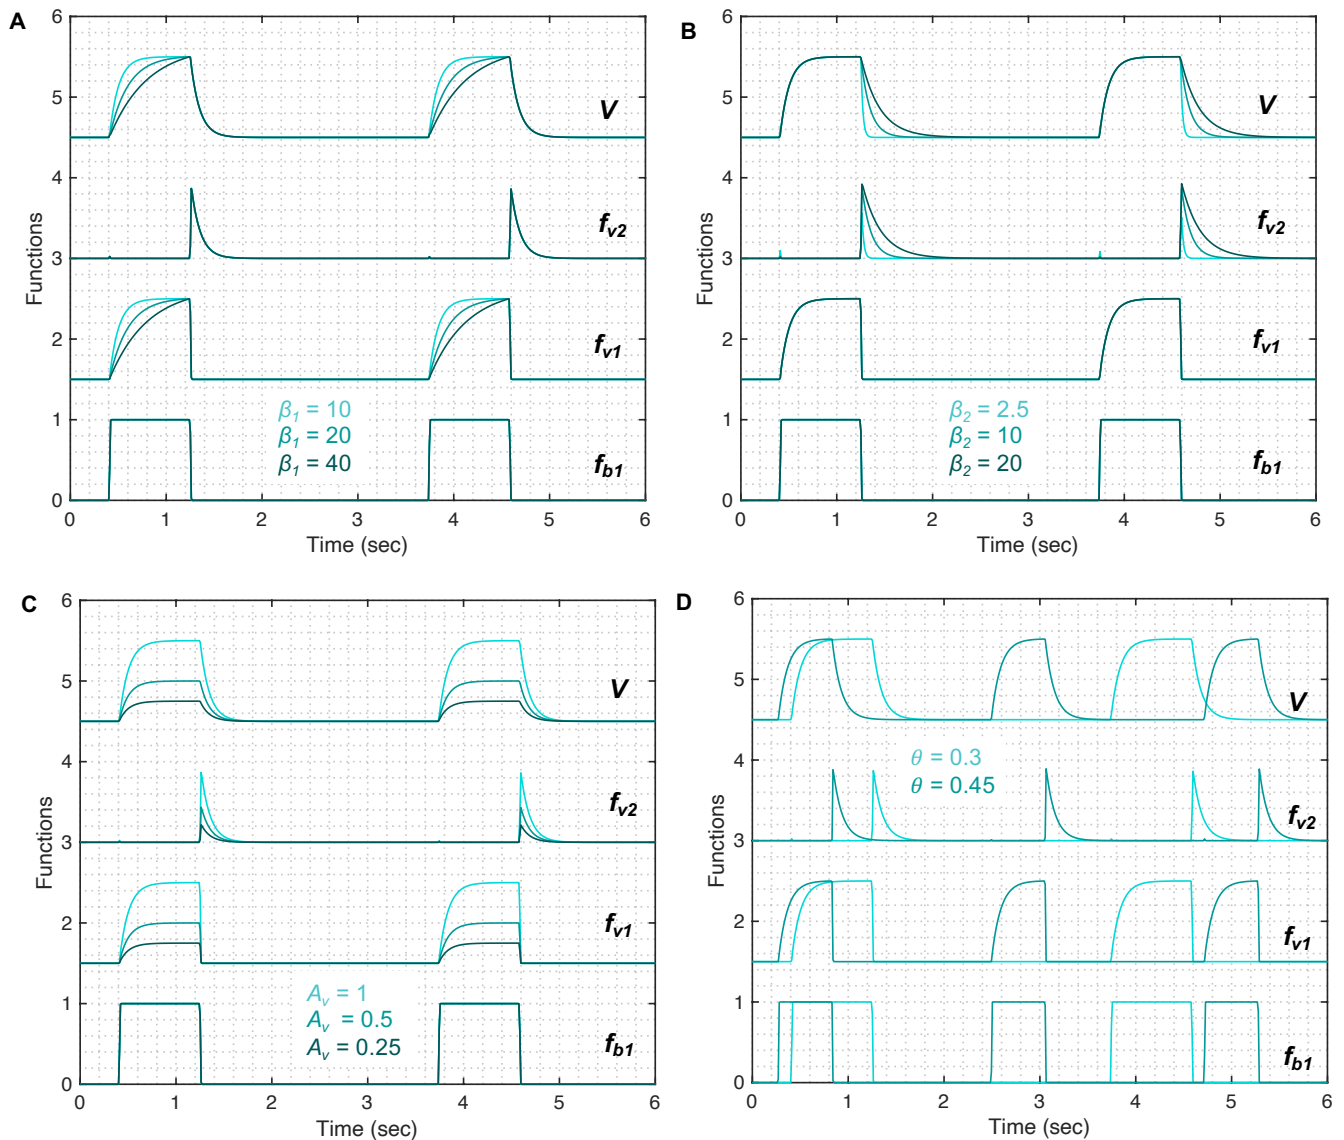 A
6
5
4
3
2
1
0
Functions
V
f_v2
f_v1
f_b1
β_1 = 10
β_1 = 20
β_1 = 40
0 1 2 3 4 5 6
Time (sec)
B
6
5
4
3
2
1
0
Functions
V
f_v2
f_v1
f_b1
β_2 = 2.5
β_2 = 10
β_2 = 20
0 1 2 3 4 5 6
Time (sec)
C
6
5
4
3
2
1
0
Functions
V
f_v2
f_v1
f_b1
A_v = 1
A_v = 0.5
A_v = 0.25
0 1 2 3 4 5 6
Time (sec)
D
6
5
4
3
2
1
0
Functions
V
θ = 0.3
θ = 0.45
f_v2
f_v1
f_b1
0 1 2 3 4 5 6
Time (sec)